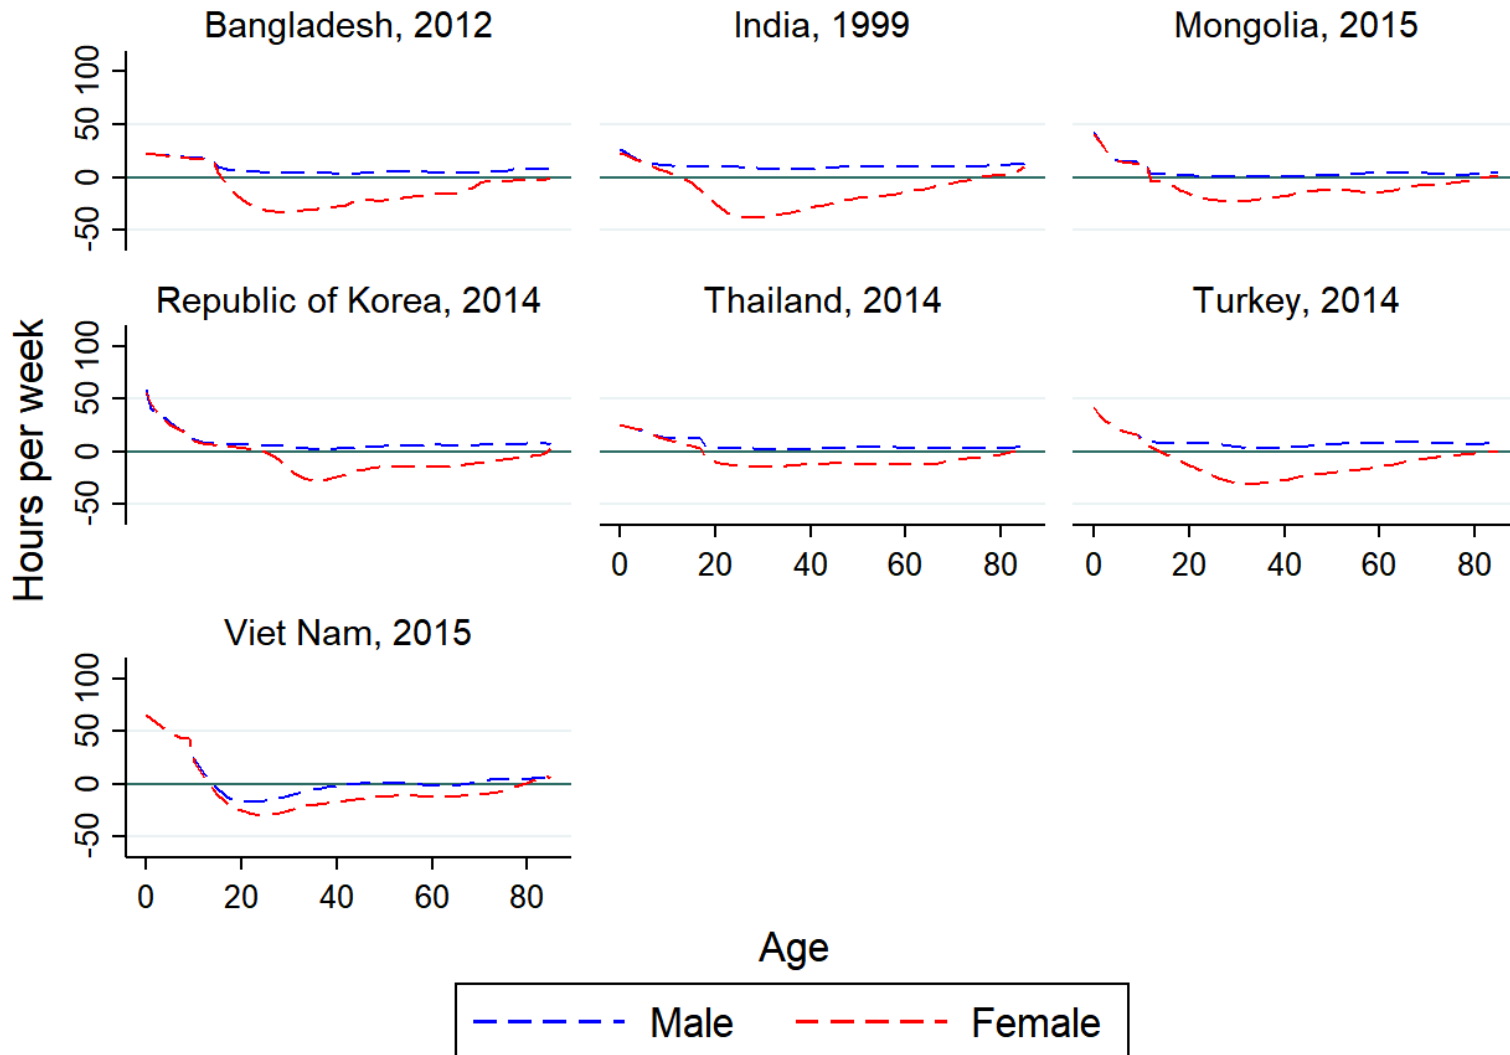 Bangladesh, 2012
India, 1999
Mongolia, 2015
100
50
0
-50
Republic of Korea, 2014
Thailand, 2014
Turkey, 2014
Hours per week
100
50
0
-50
0 20 40 60 80
0 20 40 60 80
Viet Nam, 2015
100
50
0
-50
0 20 40 60 80
Age
Male
Female